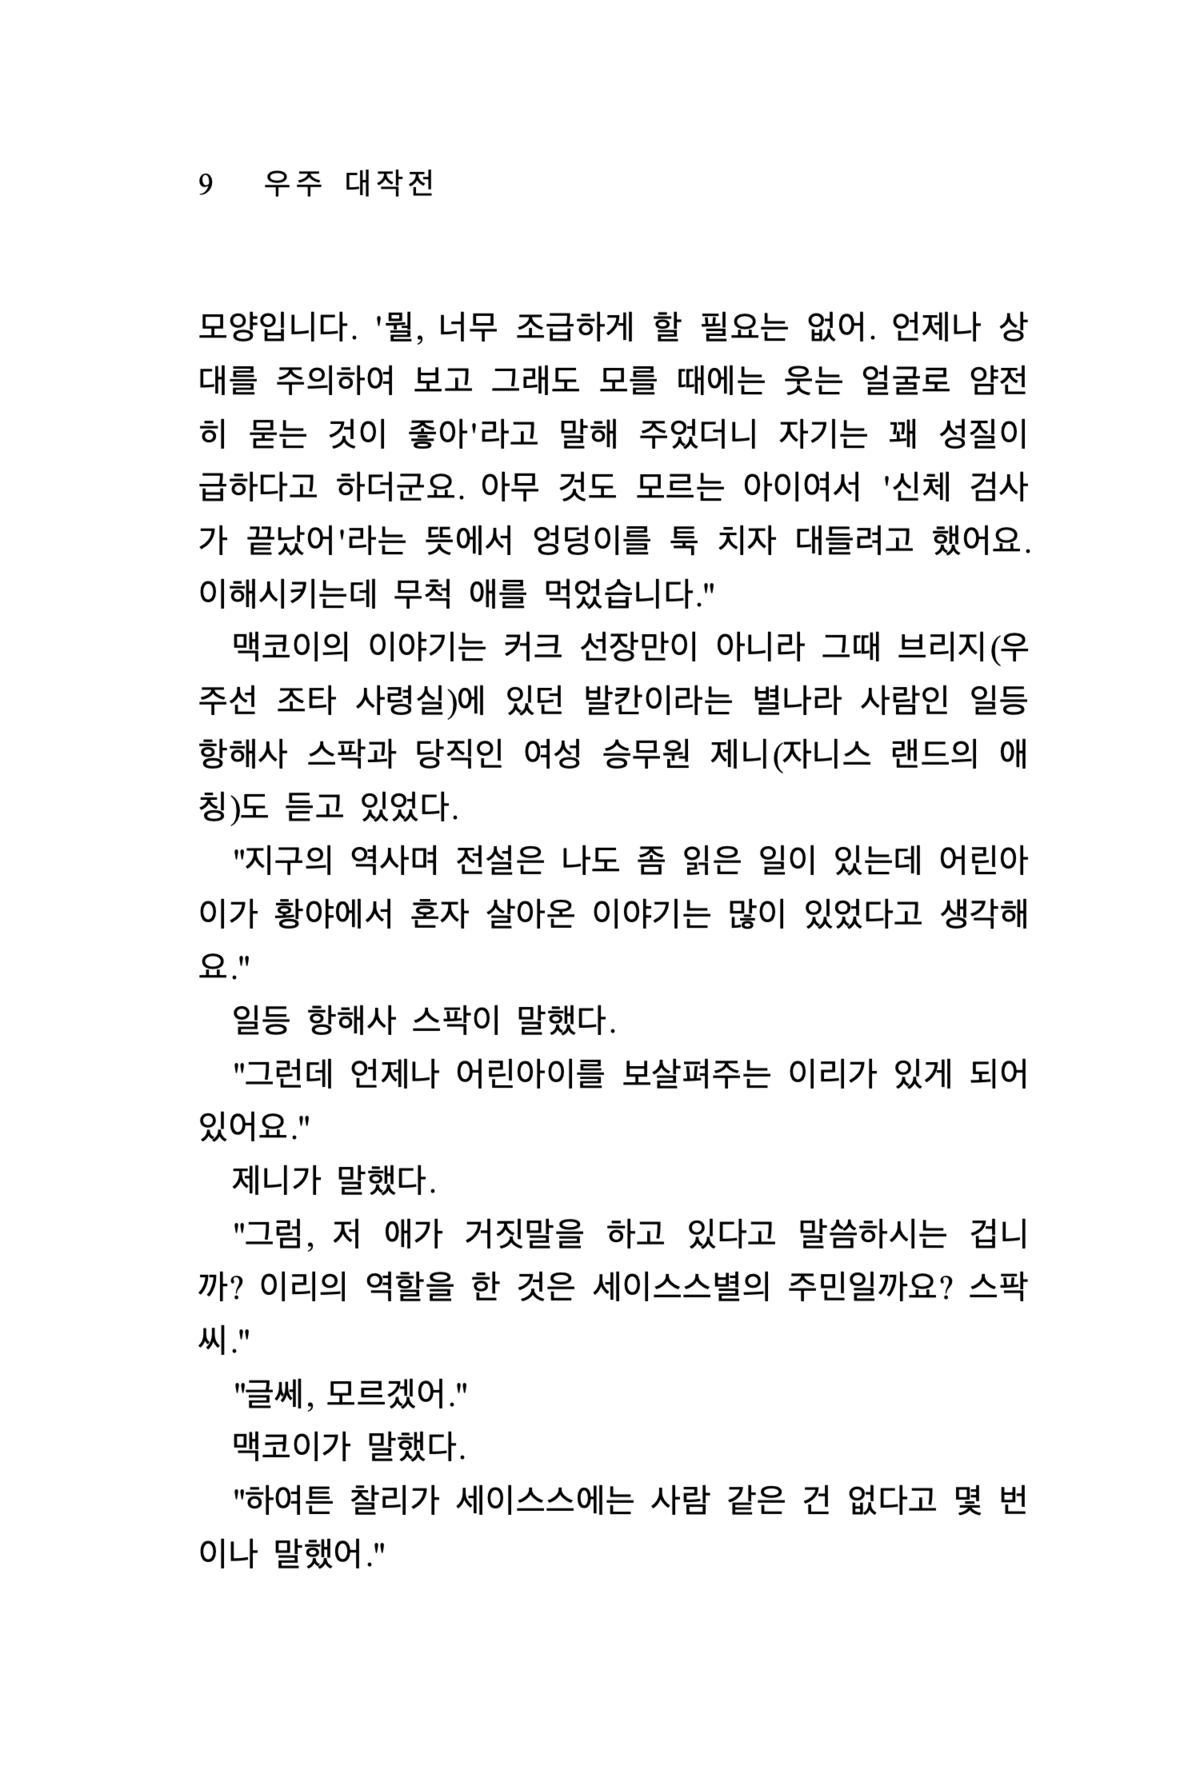 9 우주 대작전
모양입니다. '뭘, 너무 조급하게 할 필요는 없어. 언제나 상
대를 주의하여 보고 그래도 모를 때에는 웃는 얼굴로 얌전
히 묻는 것이 좋아'라고 말해 주었더니 자기는 꽤 성질이
급하다고 하더군요. 아무 것도 모르는 아이여서 '신체 검사
가 끝났어'라는 뜻에서 엉덩이를 툭 치자 대들려고 했어요.
이해시키는데 무척 애를 먹었습니다."
맥코이의 이야기는 커크 선장만이 아니라 그때 브리지(우
주선 조타 사령실)에 있던 발칸이라는 별나라 사람인 일등
항해사 스팍과 당직인 여성 승무원 제니(자니스 랜드의 애
칭)도 듣고 있었다.
"지구의 역사며 전설은 나도 좀 읽은 일이 있는데 어린아
이가 황야에서 혼자 살아온 이야기는 많이 있었다고 생각해
요."
일등 항해사 스팍이 말했다.
"그런데 언제나 어린아이를 보살펴주는 이리가 있게 되어
있어요."
제니가 말했다.
"그럼, 저 애가 거짓말을 하고 있다고 말씀하시는 겁니
까? 이리의 역할을 한 것은 세이스스별의 주민일까요? 스팍
씨."
"글쎄, 모르겠어."
맥코이가 말했다.
"하여튼 찰리가 세이스스에는 사람 같은 건 없다고 몇 번
이나 말했어."